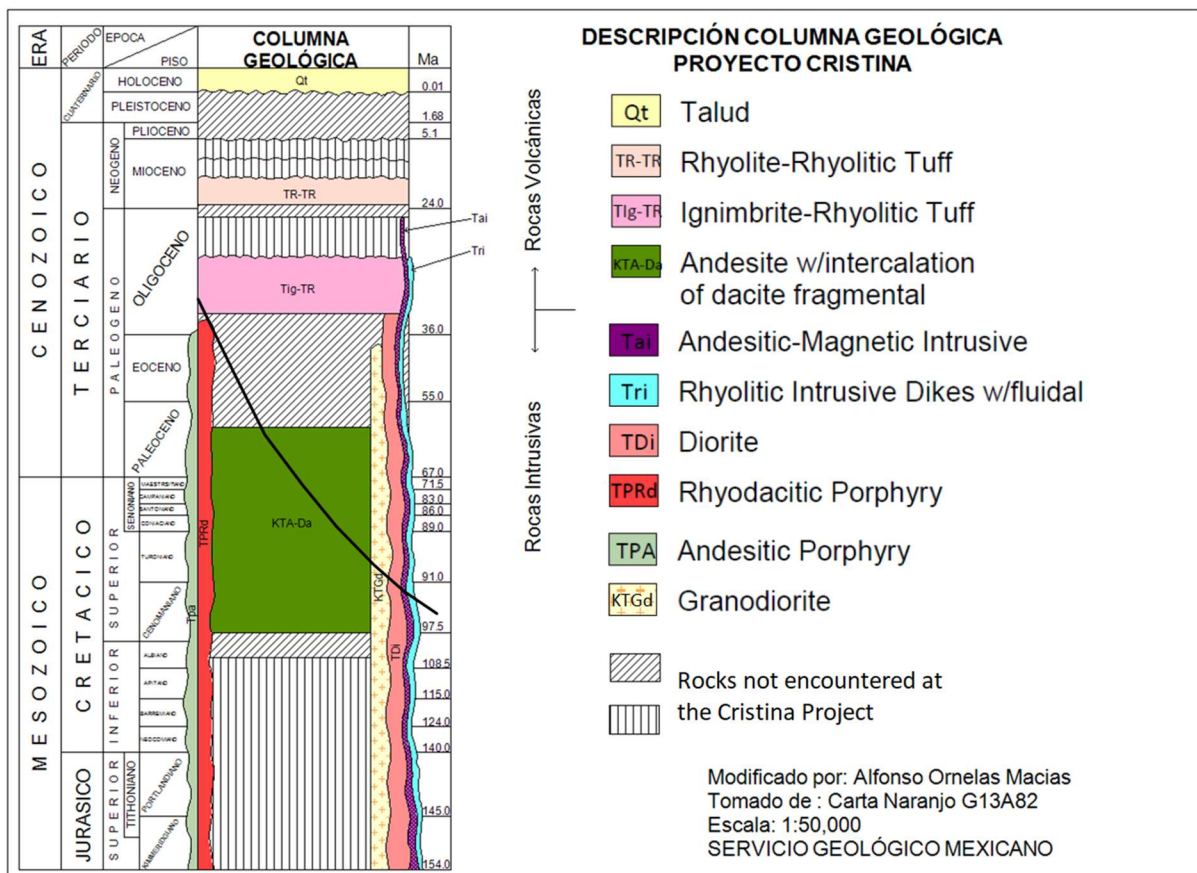 ERA
PERIODO
EPOCA
PISO
COLUMNA
GEOLÓGICA
Ma
CENOZOICO
MESOZOICO
CUATERNARIO
TERCIARIO
CRETACICO
JURASICO
NEOGENO
PALEOGENO
SUPERIOR
INFERIOR
SUPERIOR
SENONIANO
TITHONIANO
HOLOCENO
PLEISTOCENO
PLIOCENO
MIOCENO
OLIGOCENO
EOCENO
PALEOCENO
MAESTRSITANO
CAMPANIANO
SANTONIANO
CONIACIANO
TURONIANO
CENOMANIANO
ALBIANO
APITANO
BARREMIANO
NEOCOMIANO
PORTLANDIANO
KIMMERIDGIANO
Qt
TR-TR
Tig-TR
KTA-Da
Tpa
TPRd
KTGd
TDi
Tai
Tri
0.01
1.68
5.1
24.0
36.0
55.0
67.0
71.5
83.0
86.0
89.0
91.0
97.5
108.5
115.0
124.0
140.0
145.0
154.0
Rocas Volcánicas
Rocas Intrusivas
DESCRIPCIÓN COLUMNA GEOLÓGICA
PROYECTO CRISTINA
Qt Talud
TR-TR Rhyolite-Rhyolitic Tuff
TIg-TR Ignimbrite-Rhyolitic Tuff
KTA-Da Andesite w/intercalation
of dacite fragmental
Tai Andesitic-Magnetic Intrusive
Tri Rhyolitic Intrusive Dikes w/fluidal
TDi Diorite
TPRd Rhyodacitic Porphyry
TPA Andesitic Porphyry
KTGd Granodiorite
Rocks not encountered at
the Cristina Project
Modificado por: Alfonso Ornelas Macias
Tomado de : Carta Naranjo G13A82
Escala: 1:50,000
SERVICIO GEOLÓGICO MEXICANO